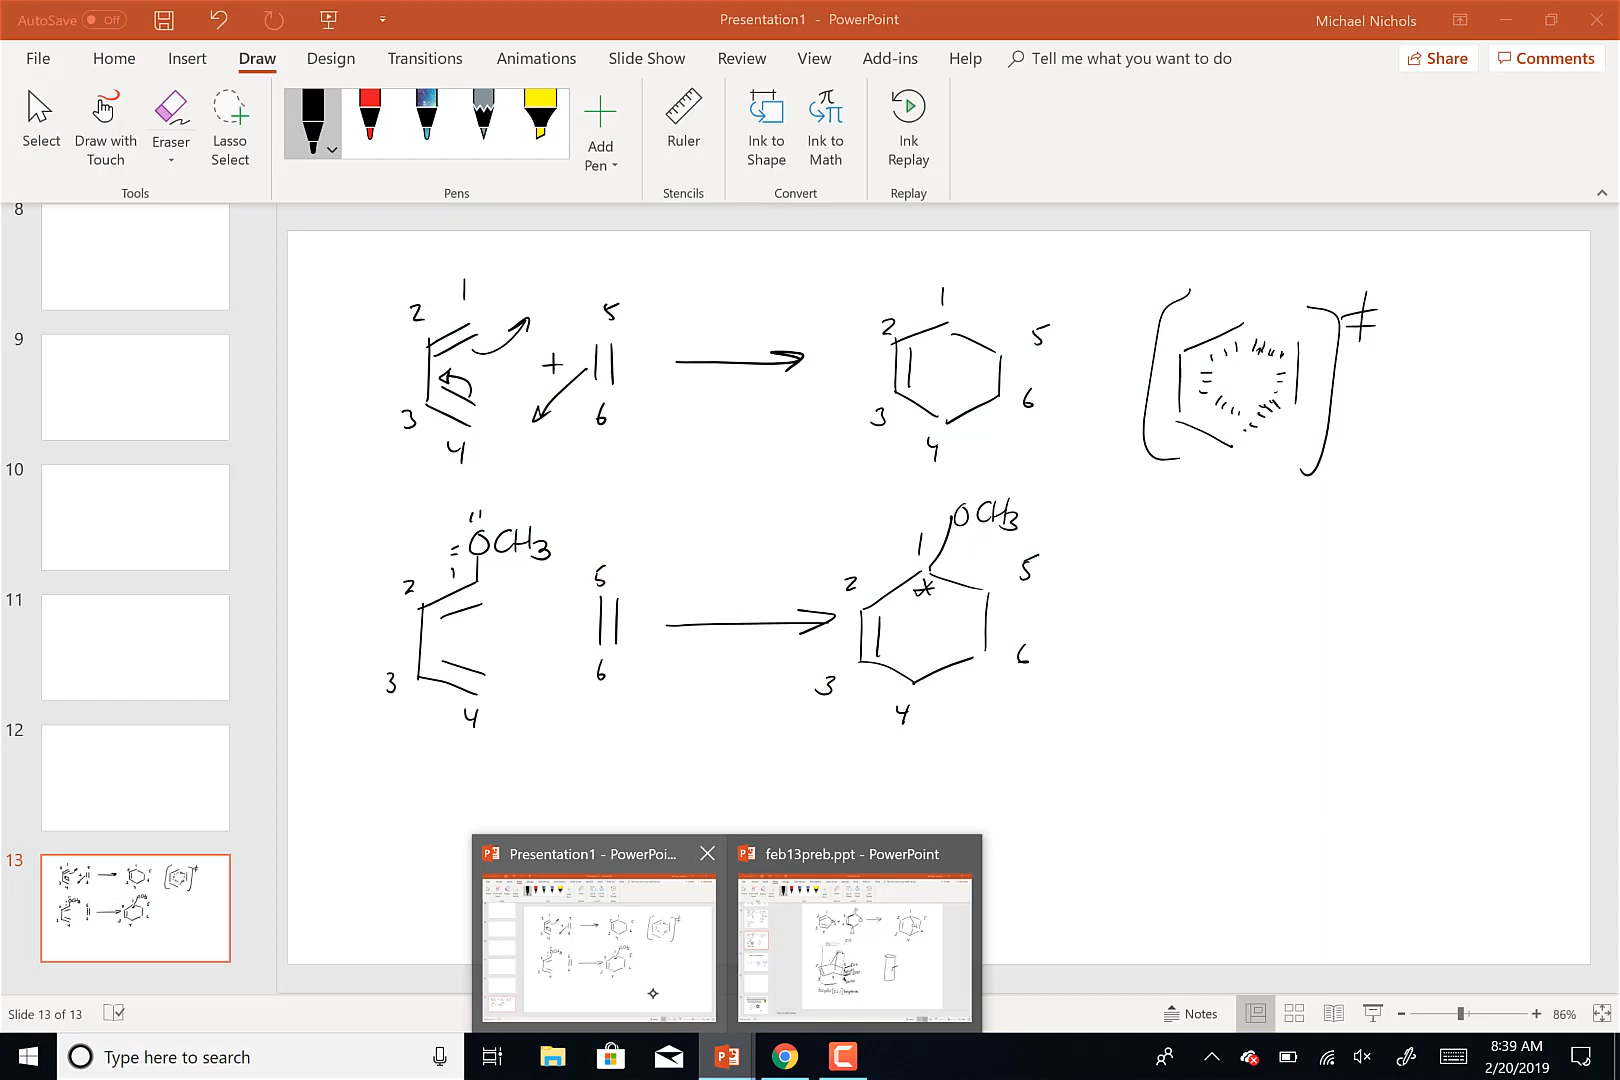 AutoSave Off
Presentation1 - PowerPoint
Michael Nichols
File Home Insert Draw Design Transitions Animations Slide Show Review View Add-ins Help Tell me what you want to do
Share Comments
Select
Draw with Touch
Eraser
Lasso Select
Add Pen
Ruler
Ink to Shape
Ink to Math
Ink Replay
Tools
Pens
Stencils
Convert
Replay
8
9
10
11
12
13
1
2
3
4
+
5
6
1
2
3
4
5
6
‡
OCH3
1
2
3
4
5
6
OCH3
1
2
*
3
4
5
6
Presentation1 - PowerPoi...
feb13preb.ppt - PowerPoint
Slide 13 of 13
Notes
86%
Type here to search
8:39 AM
2/20/2019